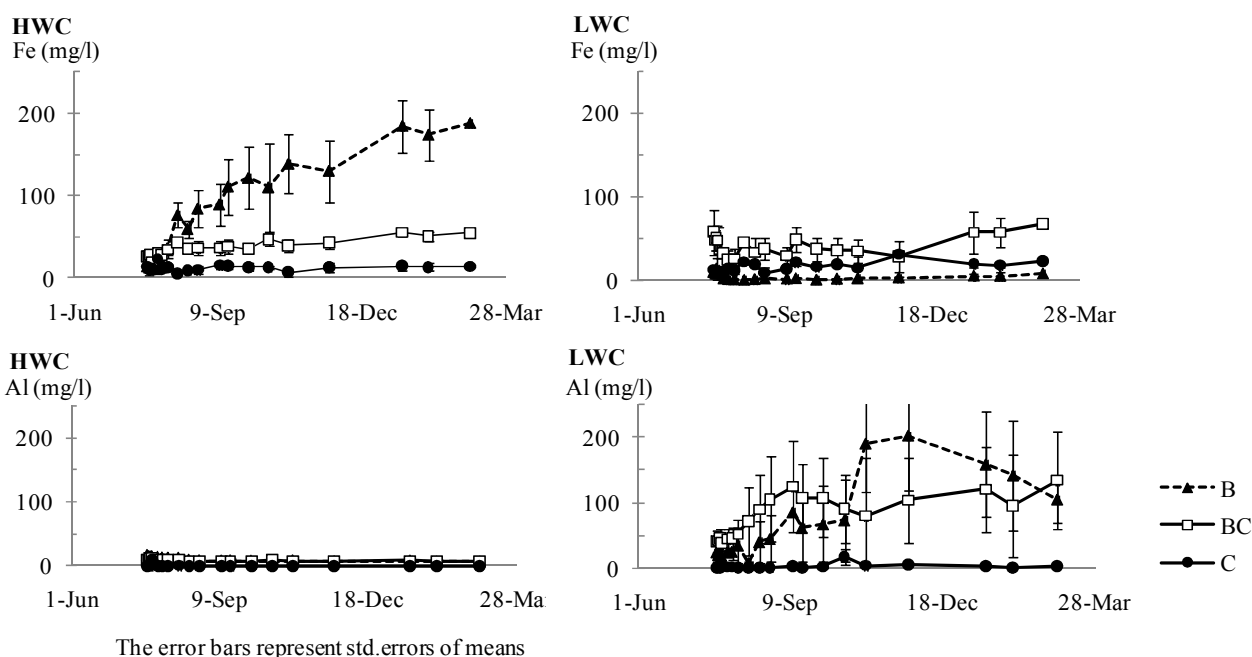 HWC
Fe (mg/l)
200
100
0
1-Jun 9-Sep 18-Dec 28-Mar
LWC
Fe (mg/l)
200
100
0
1-Jun 9-Sep 18-Dec 28-Mar
HWC
Al (mg/l)
200
100
0
1-Jun 9-Sep 18-Dec 28-Ma
LWC
Al (mg/l)
200
100
0
1-Jun 9-Sep 18-Dec 28-Mar
B
BC
C
The error bars represent std.errors of means